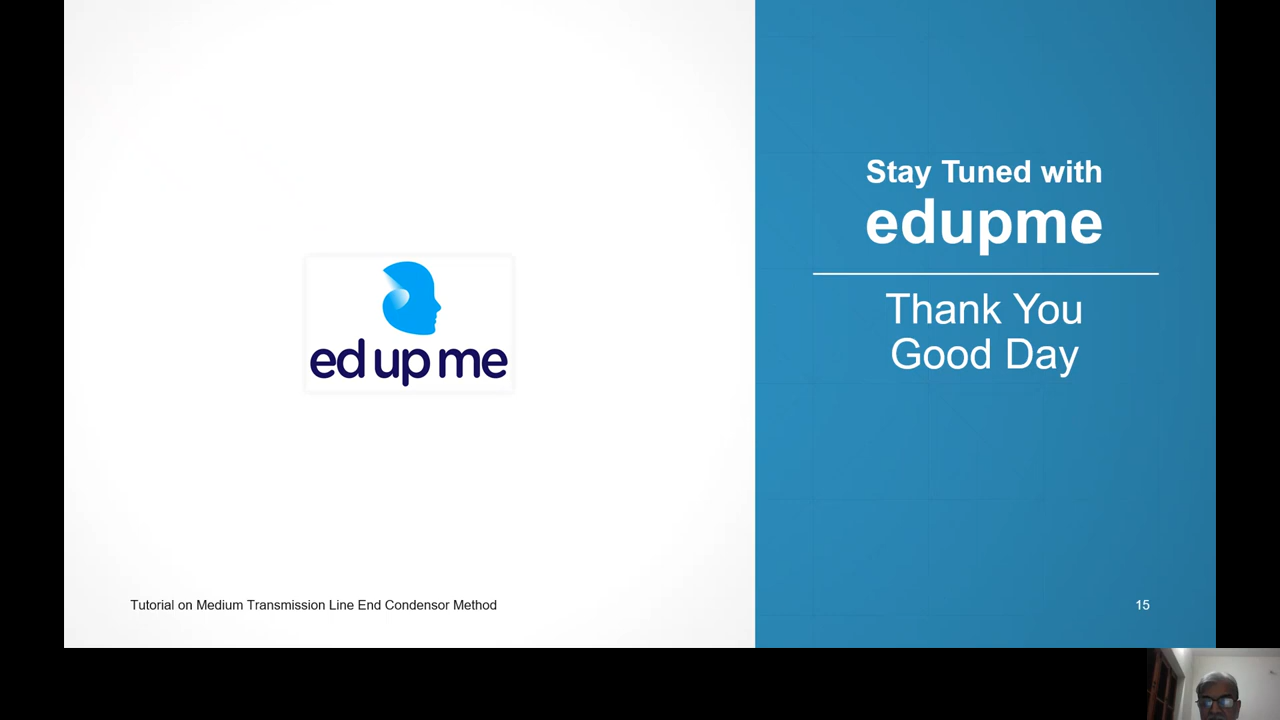 Stay Tuned with
edupme
Thank You
Good Day
ed up me
Tutorial on Medium Transmission Line End Condensor Method
15